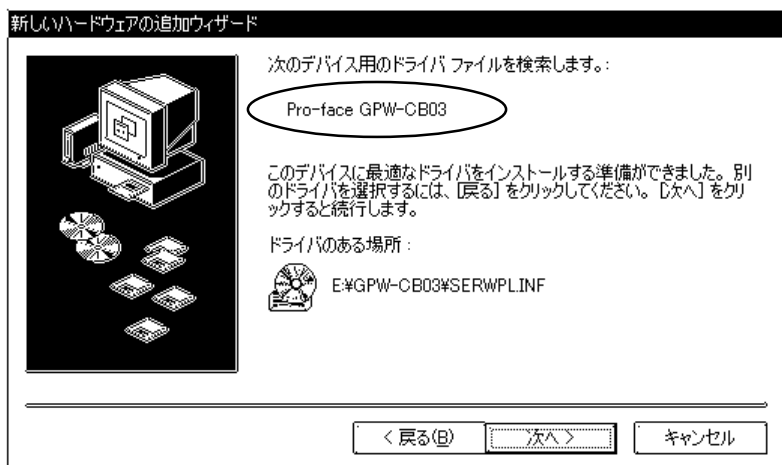 新しいハードウェアの追加ウィザード
次のデバイス用のドライバ ファイルを検索します。:
Pro-face GPW-CB03
このデバイスに最適なドライバをインストールする準備ができました。別
のドライバを選択するには、[戻る] をクリックしてください。[次へ] をクリ
ックすると続行します。
ドライバのある場所 :
E:¥GPW-CB03¥SERWPL.INF
< 戻る(B)
次へ >
キャンセル